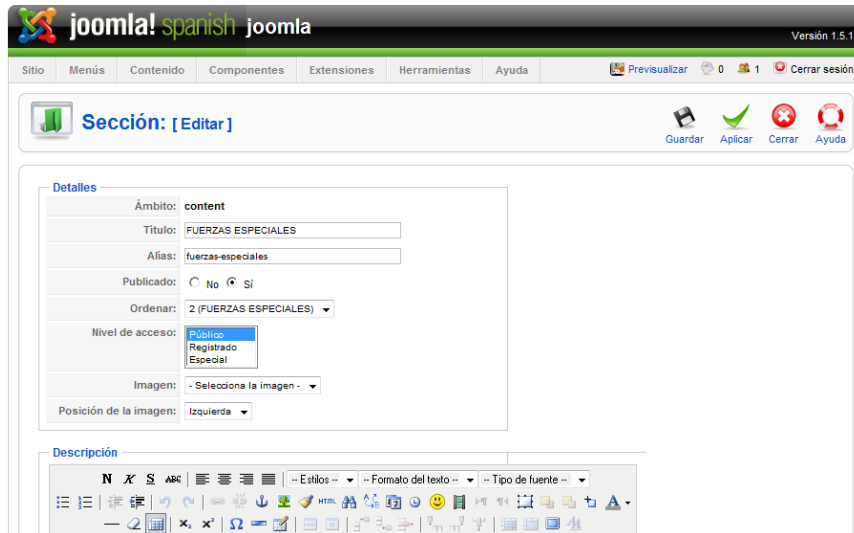 joomla! spanish joomla
Versión 1.5.1
Sitio Menús Contenido Componentes Extensiones Herramientas Ayuda Previsualizar 0 1 Cerrar sesión
Sección: [ Editar ]
Guardar Aplicar Cerrar Ayuda
Detalles
Ámbito: content
Título: FUERZAS ESPECIALES
Alias: fuerzas-especiales
Publicado: No Sí
Ordenar: 2 (FUERZAS ESPECIALES)
Nivel de acceso: Público
Registrado
Especial
Imagen: - Selecciona la imagen -
Posición de la imagen: Izquierda
Descripción
N K S ABC -- Estilos -- -- Formato del texto -- -- Tipo de fuente --
HTML A
x, x² Ω